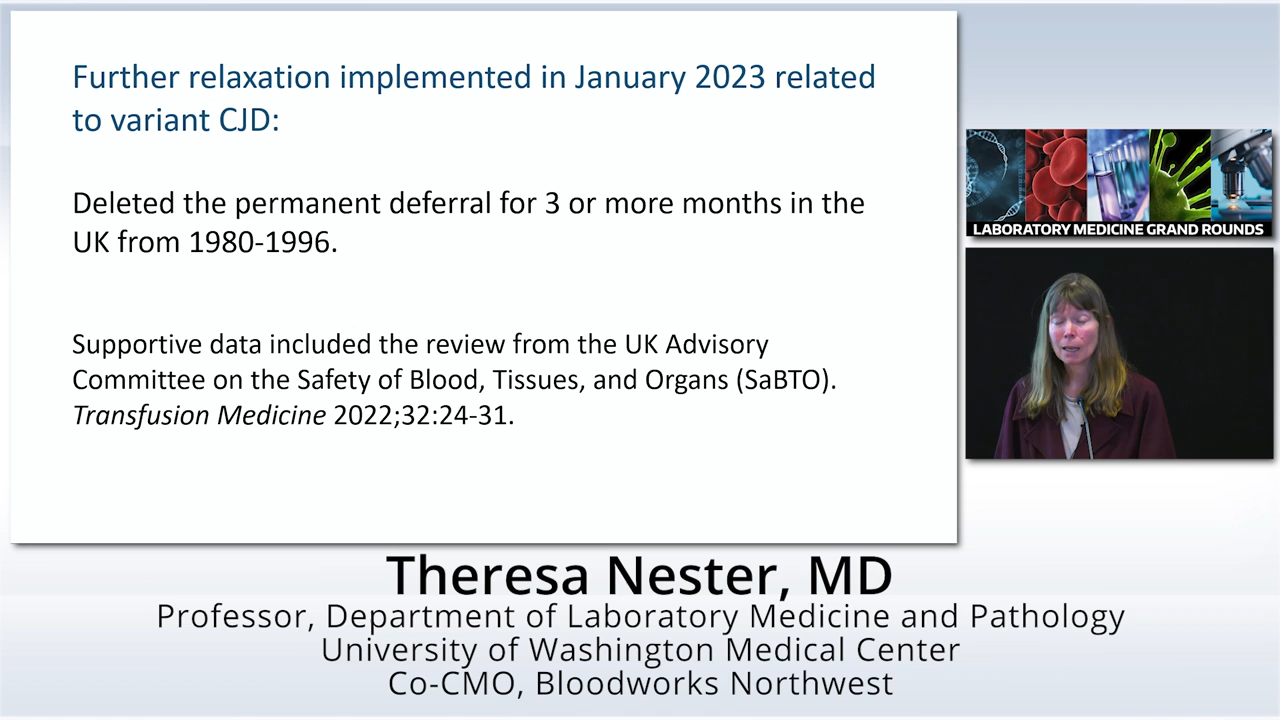 Further relaxation implemented in January 2023 related
to variant CJD:
Deleted the permanent deferral for 3 or more months in the
UK from 1980-1996.
Supportive data included the review from the UK Advisory
Committee on the Safety of Blood, Tissues, and Organs (SaBTO).
Transfusion Medicine 2022;32:24-31.
LABORATORY MEDICINE GRAND ROUNDS
Theresa Nester, MD
Professor, Department of Laboratory Medicine and Pathology
University of Washington Medical Center
Co-CMO, Bloodworks Northwest